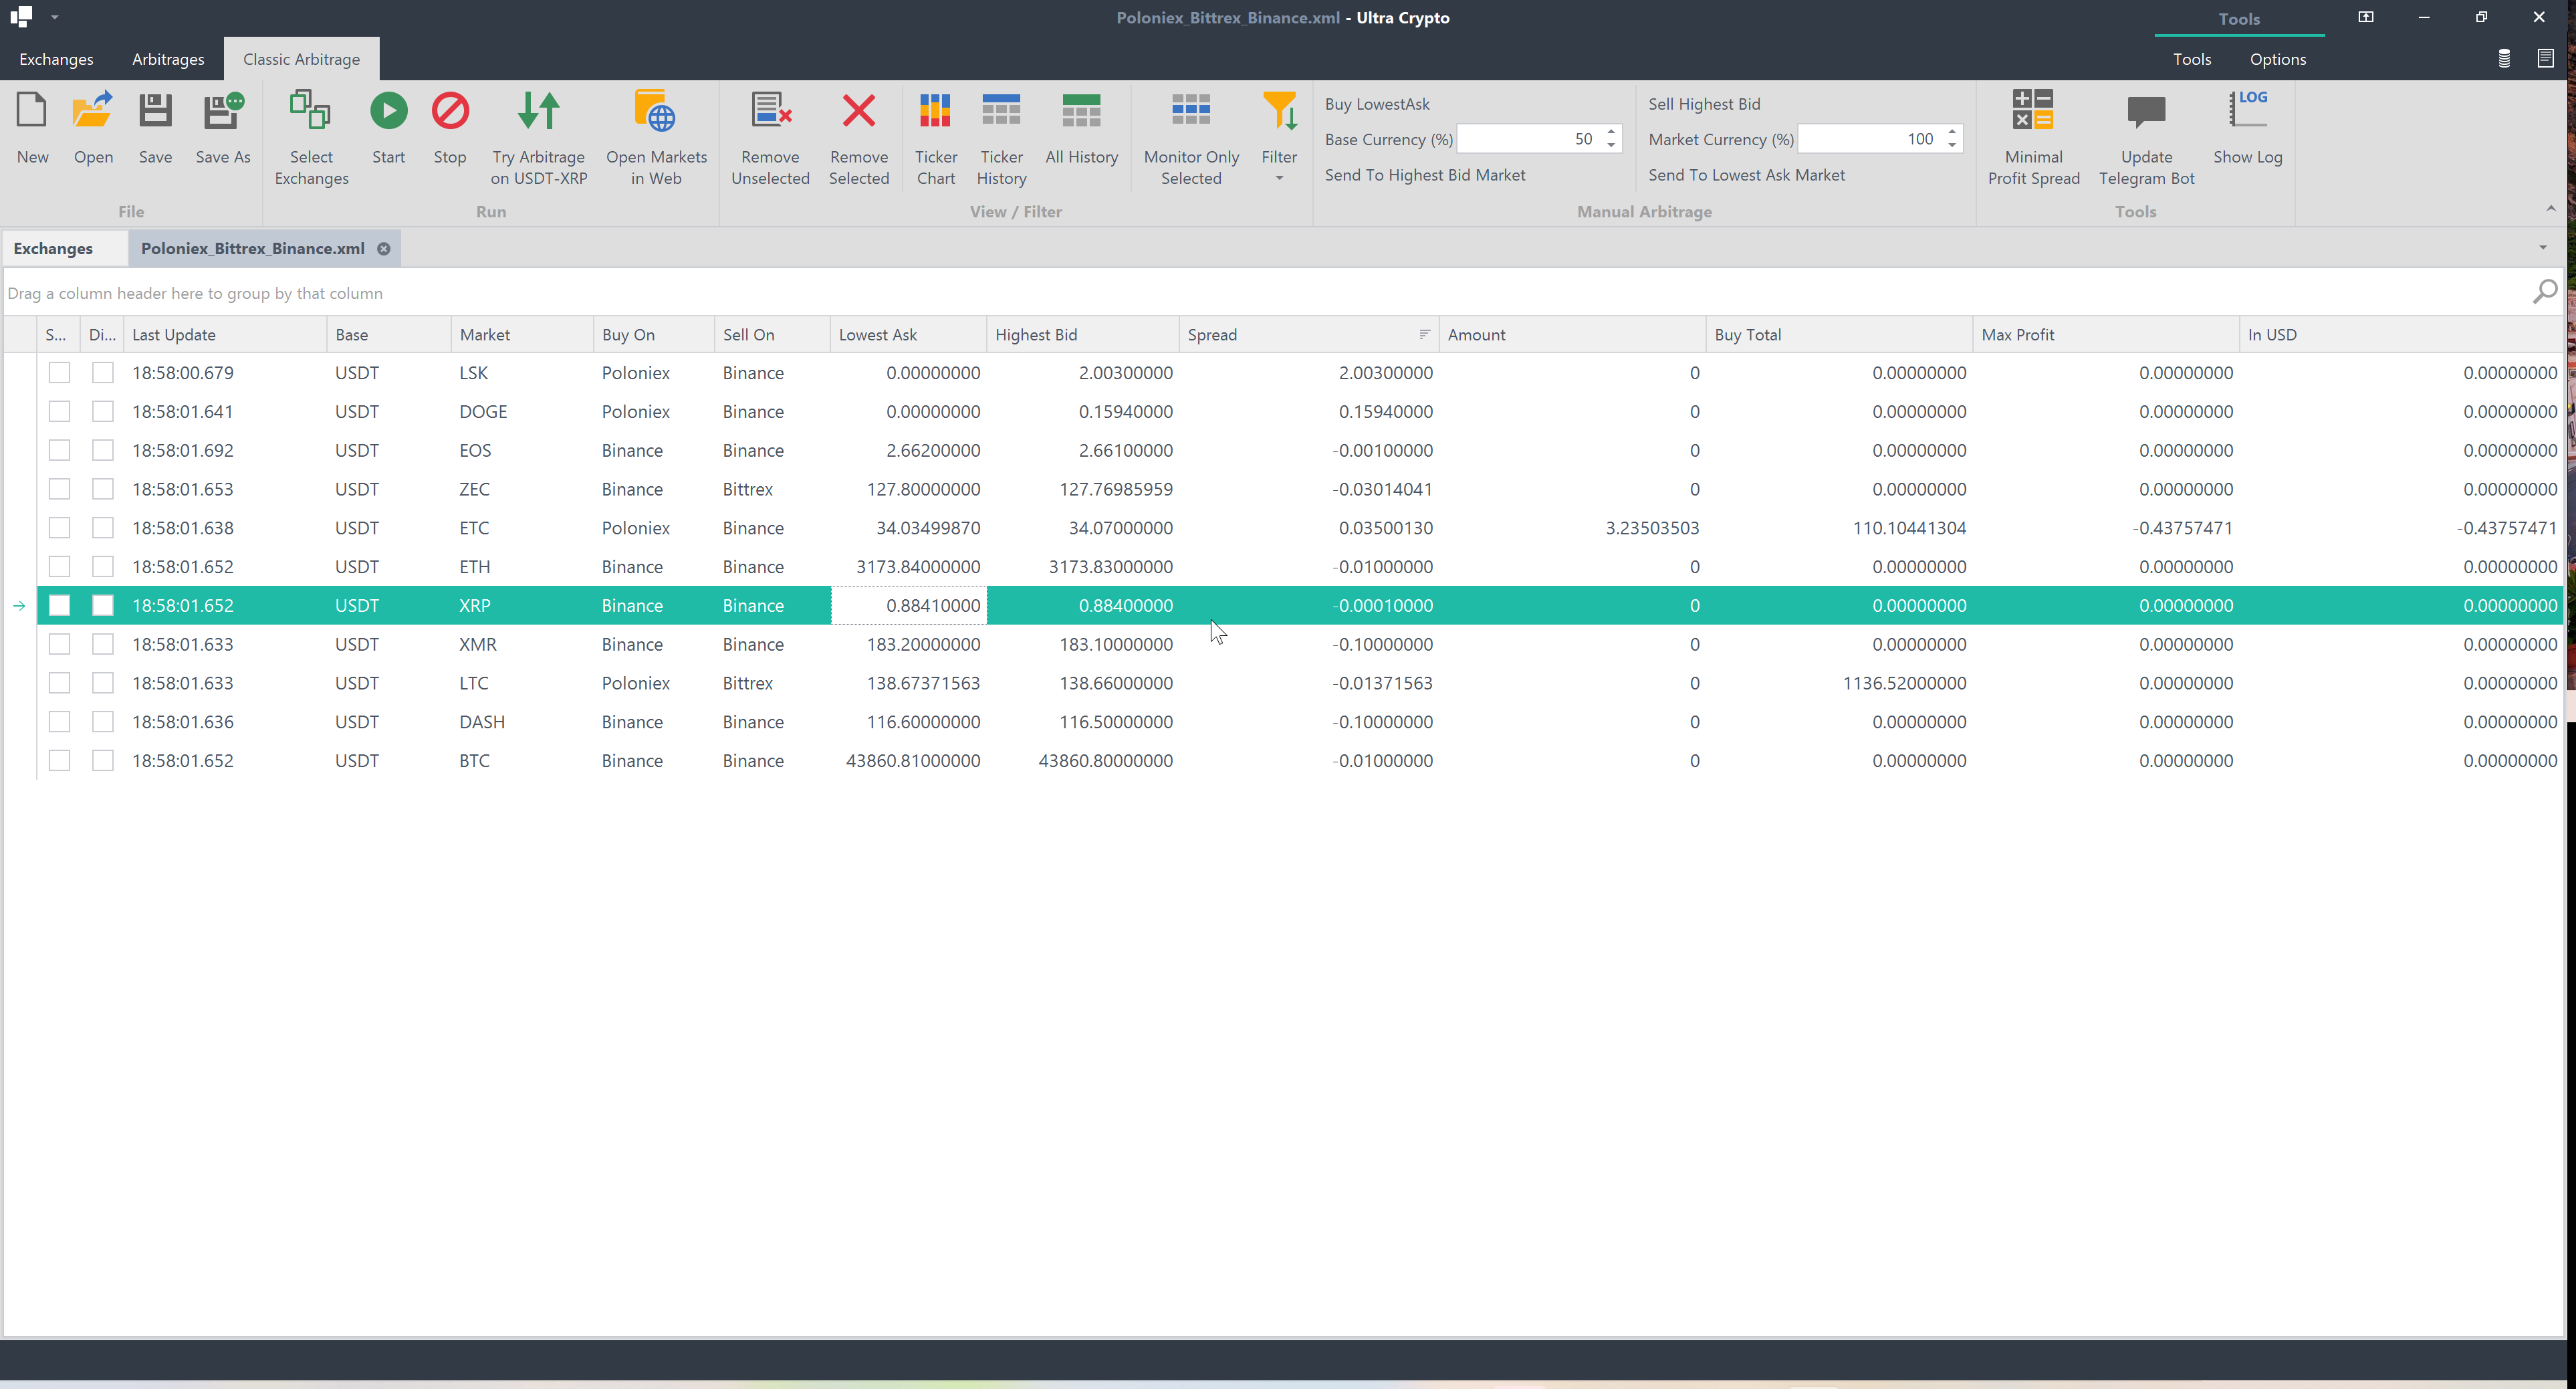 Poloniex_Bittrex_Binance.xml - Ultra Crypto
Tools
Exchanges Arbitrages Classic Arbitrage Tools Options
New Open Save Save As
File
Select Exchanges Start Stop Try Arbitrage on USDT-XRP Open Markets in Web
Run
Remove Unselected Remove Selected Ticker Chart Ticker History All History Monitor Only Selected Filter
View / Filter
Buy LowestAsk
Base Currency (%) 50
Send To Highest Bid Market
Sell Highest Bid
Market Currency (%) 100
Send To Lowest Ask Market
Manual Arbitrage
Minimal Profit Spread Update Telegram Bot LOG Show Log
Tools
Exchanges Poloniex_Bittrex_Binance.xml
Drag a column header here to group by that column
S... Di... Last Update Base Market Buy On Sell On Lowest Ask Highest Bid Spread Amount Buy Total Max Profit In USD
18:58:00.679 USDT LSK Poloniex Binance 0.00000000 2.00300000 2.00300000 0 0.00000000 0.00000000 0.00000000
18:58:01.641 USDT DOGE Poloniex Binance 0.00000000 0.15940000 0.15940000 0 0.00000000 0.00000000 0.00000000
18:58:01.692 USDT EOS Binance Binance 2.66200000 2.66100000 -0.00100000 0 0.00000000 0.00000000 0.00000000
18:58:01.653 USDT ZEC Binance Bittrex 127.80000000 127.76985959 -0.03014041 0 0.00000000 0.00000000 0.00000000
18:58:01.638 USDT ETC Poloniex Binance 34.03499870 34.07000000 0.03500130 3.23503503 110.10441304 -0.43757471 -0.43757471
18:58:01.652 USDT ETH Binance Binance 3173.84000000 3173.83000000 -0.01000000 0 0.00000000 0.00000000 0.00000000
18:58:01.652 USDT XRP Binance Binance 0.88410000 0.88400000 -0.00010000 0 0.00000000 0.00000000 0.00000000
18:58:01.633 USDT XMR Binance Binance 183.20000000 183.10000000 -0.10000000 0 0.00000000 0.00000000 0.00000000
18:58:01.633 USDT LTC Poloniex Bittrex 138.67371563 138.66000000 -0.01371563 0 1136.52000000 0.00000000 0.00000000
18:58:01.636 USDT DASH Binance Binance 116.60000000 116.50000000 -0.10000000 0 0.00000000 0.00000000 0.00000000
18:58:01.652 USDT BTC Binance Binance 43860.81000000 43860.80000000 -0.01000000 0 0.00000000 0.00000000 0.00000000